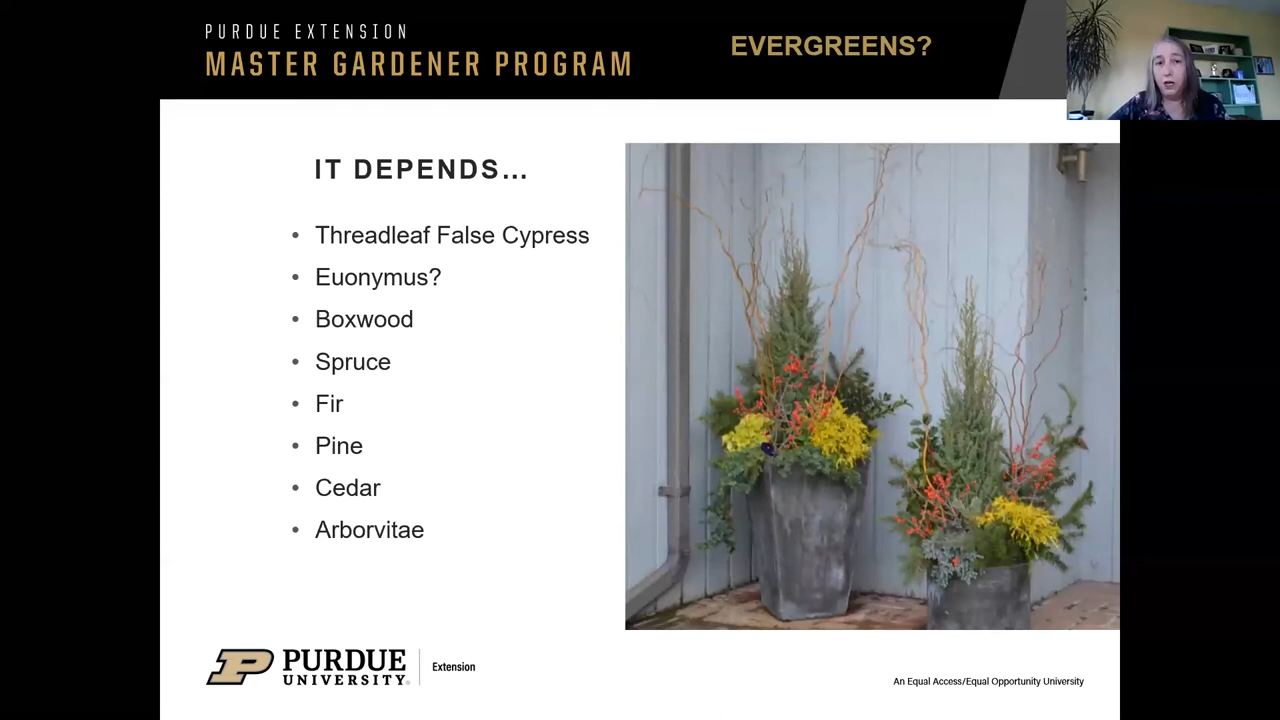 PURDUE EXTENSION
MASTER GARDENER PROGRAM
EVERGREENS?
IT DEPENDS...
• Threadleaf False Cypress
• Euonymus?
• Boxwood
• Spruce
• Fir
• Pine
• Cedar
• Arborvitae
P PURDUE UNIVERSITY® Extension
An Equal Access/Equal Opportunity University